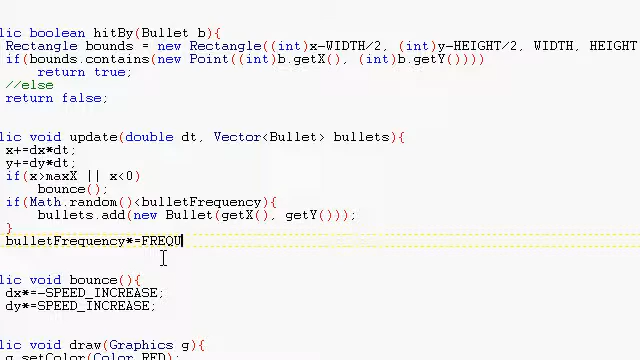 lic boolean hitBy(Bullet b){
Rectangle bounds = new Rectangle((int)x-WIDTH/2, (int)y-HEIGHT/2, WIDTH, HEIGHT
if(bounds.contains(new Point((int)b.getX(), (int)b.getY())))
return true;
//else
return false;
lic void update(double dt, Vector<Bullet> bullets){
x+=dx*dt;
y+=dy*dt;
if(x>maxX || x<0)
bounce();
if(Math.random()<bulletFrequency){
bullets.add(new Bullet(getX(), getY()));
}
bulletFrequency*=FREQU
lic void bounce(){
dx*=-SPEED_INCREASE;
dy*=SPEED_INCREASE;
lic void draw(Graphics g){
g.setColor(Color.RED);